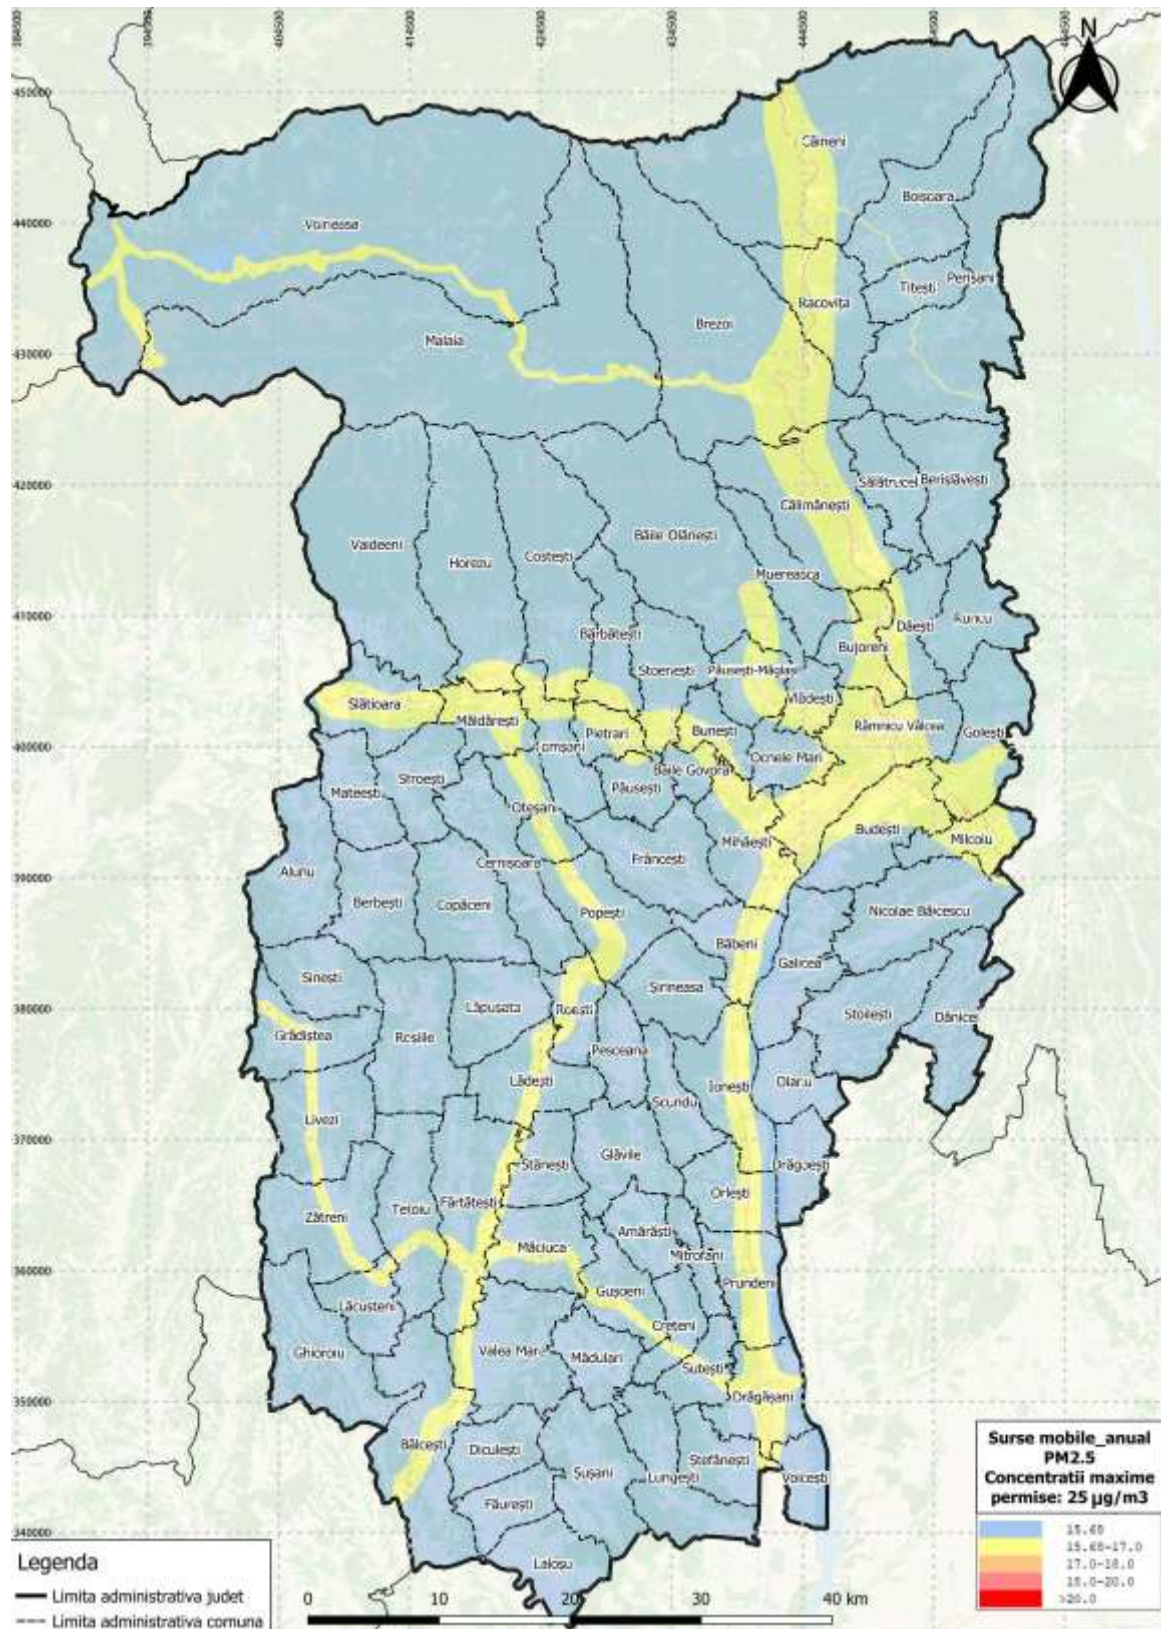 N
450000
440000
430000
420000
410000
400000
390000
380000
370000
360000
350000
340000
Câineni
Boișoara
Voineasa
Titești
Perișani
Racovița
Brezoi
Malaia
Sălătrucel
Berislăvești
Călimănești
Băile Olănești
Vaideeni
Costești
Horezu
Muereasca
Runcu
Dăești
Bărbătești
Bujoreni
Stoenești
Păușești-Măglași
Vlădești
Slătioara
Măldărești
Râmnicu Vâlcea
Pietrari
Bunești
Golești
Tomșani
Ocnele Mari
Băile Govora
Stroești
Păușești
Mateești
Oteșani
Budești
Milcoiu
Mihăești
Frâncești
Cernișoara
Alunu
Berbești
Copăceni
Popești
Nicolae Bălcescu
Băbeni
Galicea
Sinești
Șirineasa
Lăpușata
Roești
Stoilești
Dănicei
Grădiștea
Roșiile
Pesceana
Lădești
Ionești
Olanu
Scundu
Livezi
Glăvile
Stănești
Drăgoești
Orlești
Fârtățești
Tetoiu
Zătreni
Amărăști
Măciuca
Mitrofani
Prundeni
Gușoeni
Lăcusteni
Crețeni
Ghioroiu
Valea Mare
Mădulari
Sutești
Drăgășani
Bălcești
Diculești
Ștefănești
Șușani
Lungești
Voicești
Făurești
Laloșu
Surse mobile_anual
PM2.5
Concentratii maxime
permise: 25 µg/m3
15.60
15.60-17.0
17.0-18.0
18.0-20.0
>20.0
Legenda
Limita administrativa judet
Limita administrativa comuna
0 10 20 30 40 km